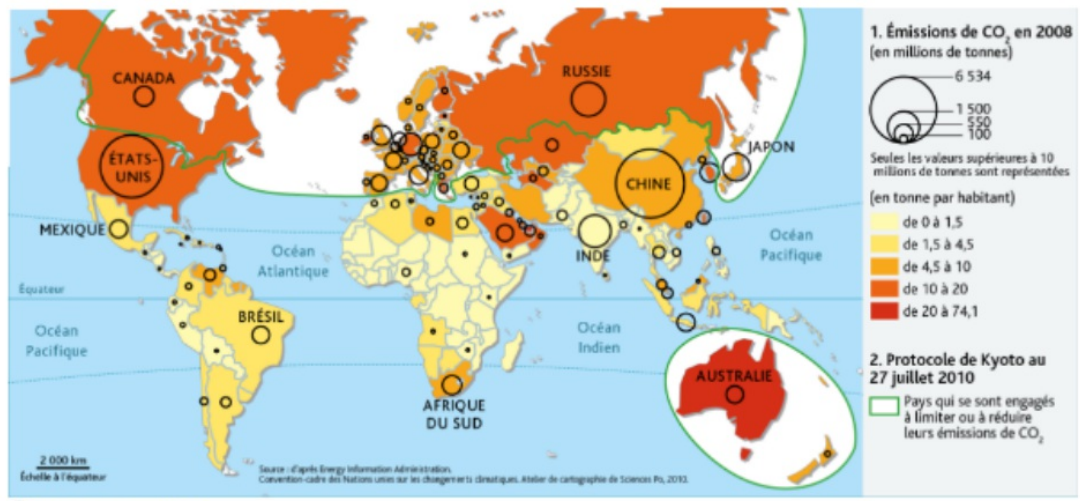 CANADA
RUSSIE
ÉTATS-
UNIS
CHINE
JAPON
MEXIQUE
INDE
Océan
Atlantique
Océan
Pacifique
Équateur
BRÉSIL
Océan
Pacifique
Océan
Indien
AUSTRALIE
AFRIQUE
DU SUD
2 000 km
Échelle à l'équateur
Source : d'après Energy Information Administration.
Convention-cadre des Nations unies sur les changements climatiques. Atelier de cartographie de Sciences Po, 2010.
1. Émissions de CO₂ en 2008
(en millions de tonnes)
6 534
1 500
550
100
Seules les valeurs supérieures à 10
millions de tonnes sont représentées
(en tonne par habitant)
de 0 à 1,5
de 1,5 à 4,5
de 4,5 à 10
de 10 à 20
de 20 à 74,1
2. Protocole de Kyoto au
27 juillet 2010
Pays qui se sont engagés
à limiter ou à réduire
leurs émissions de CO₂